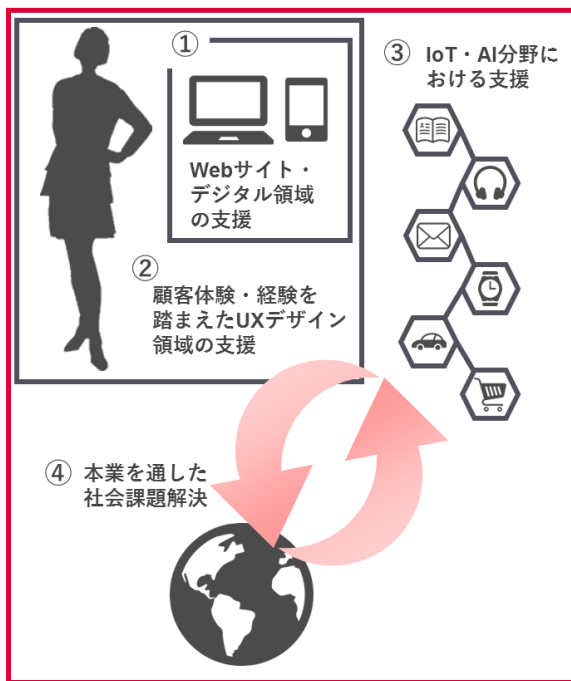 ①
Webサイト・
デジタル領域
の支援
②
顧客体験・経験を
踏まえたUXデザイン
領域の支援
③ IoT・AI分野に
おける支援
④ 本業を通した
社会課題解決